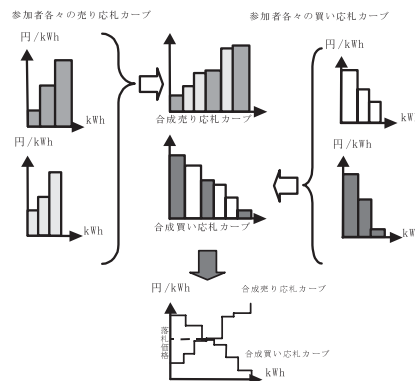 参加者各々の売り応札カーブ
参加者各々の買い応札カーブ
円/kWh
kWh
円/kWh
kWh
合成売り応札カーブ
円/kWh
kW
円/kWh
kW
合成買い応札カーブ
円/kWh
合成売り応札カーブ
落札価格
合成買い応札カーブ
kWh